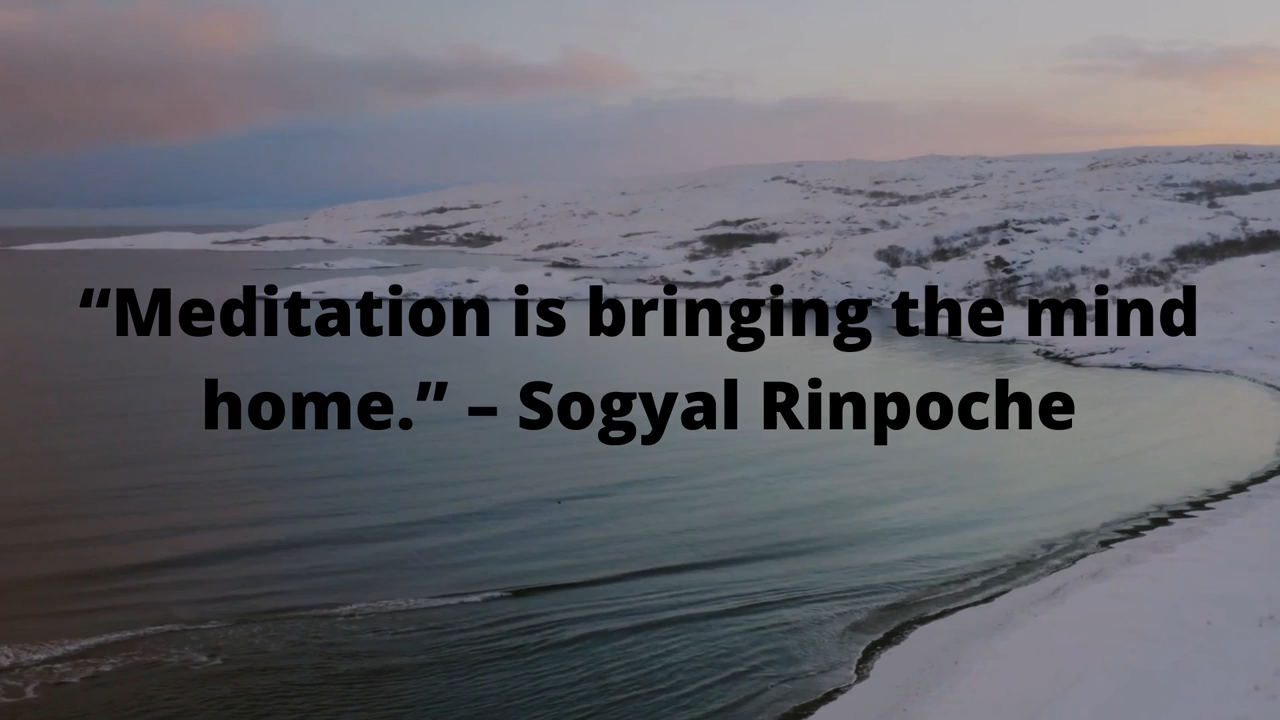 “Meditation is bringing the mind
home.” – Sogyal Rinpoche